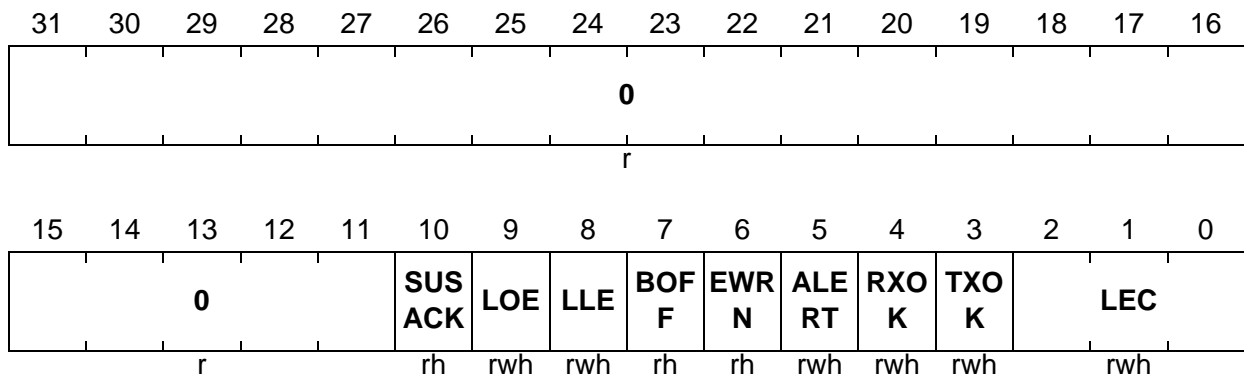 31 30 29 28 27 26 25 24 23 22 21 20 19 18 17 16
0
r
15 14 13 12 11 10 9 8 7 6 5 4 3 2 1 0
0 SUS ACK LOE LLE BOF F EWR N ALE RT RXO K TXO K LEC
r rh rwh rwh rh rh rwh rwh rwh rwh